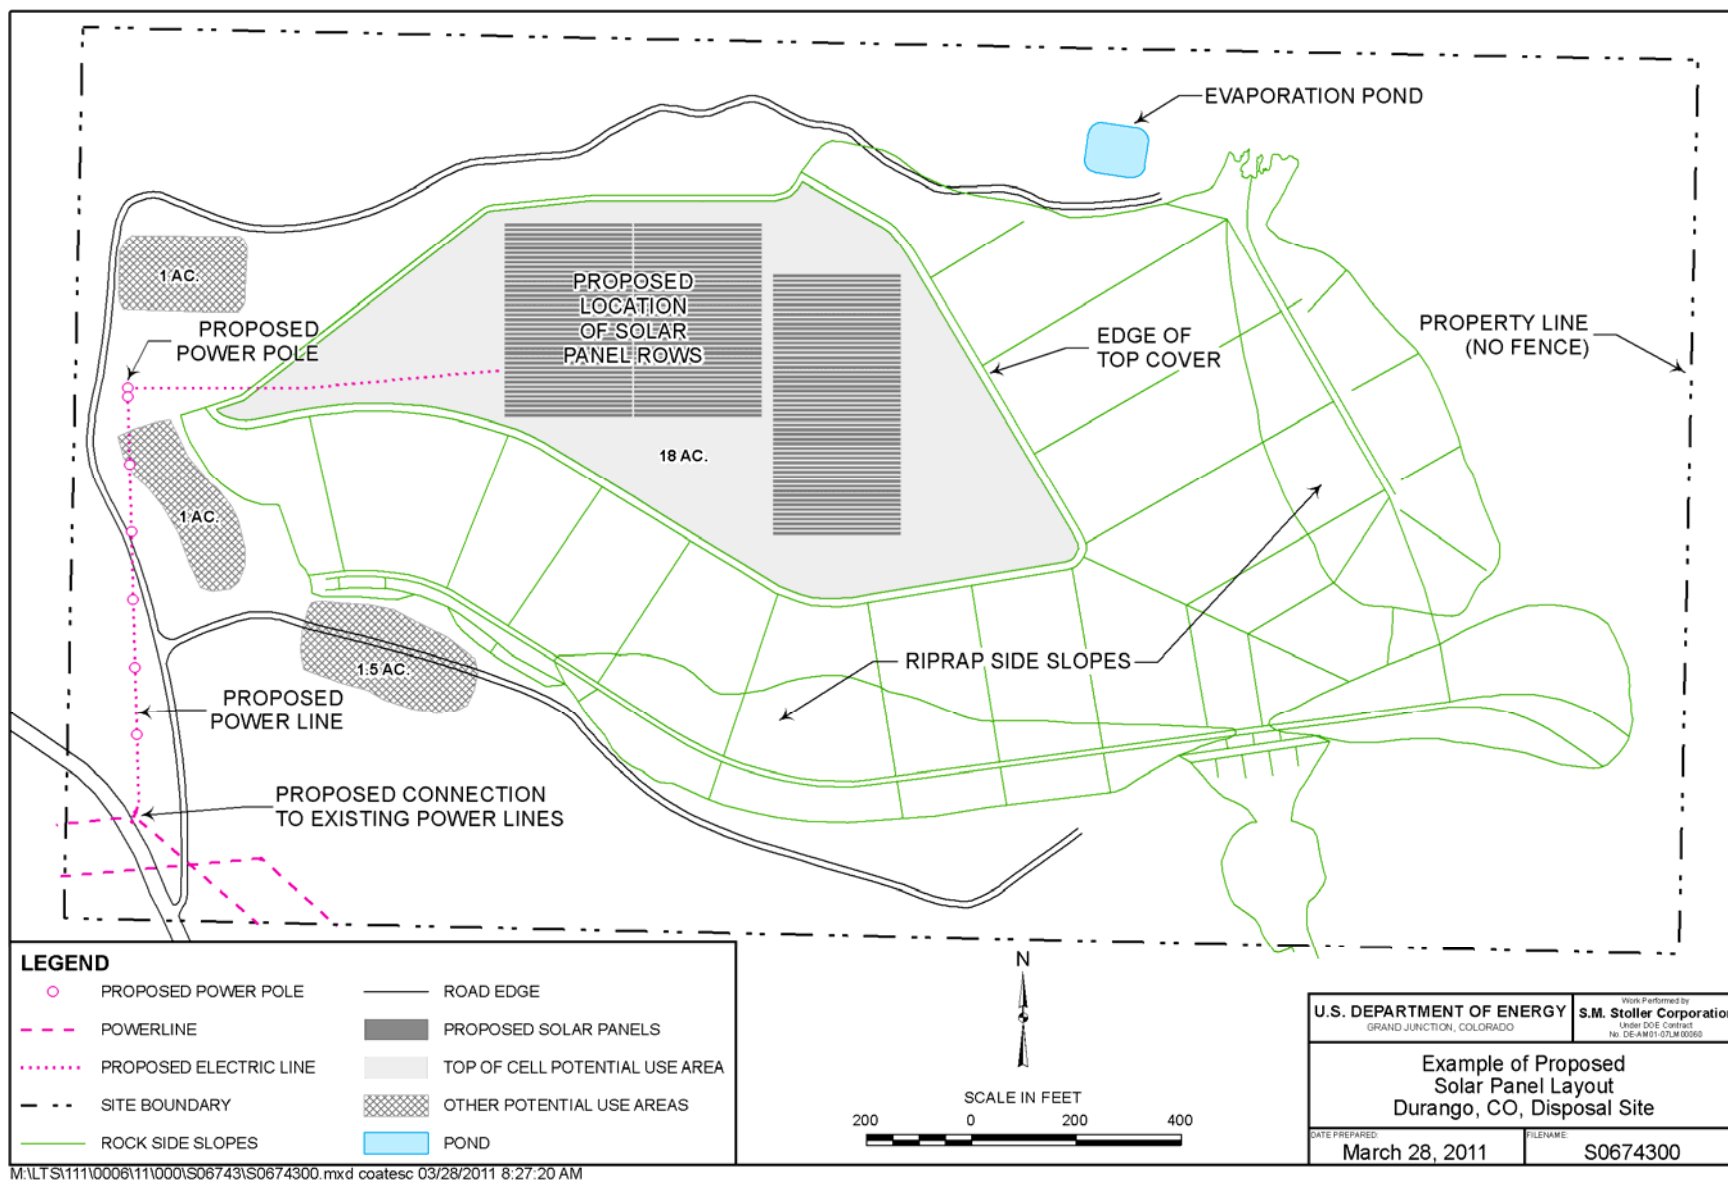 EVAPORATION POND
1 AC.
PROPOSED
POWER POLE
PROPOSED
LOCATION
OF SOLAR
PANEL ROWS
EDGE OF
TOP COVER
PROPERTY LINE
(NO FENCE)
18 AC.
1 AC.
RIPRAP SIDE SLOPES
1.5 AC.
PROPOSED
POWER LINE
PROPOSED CONNECTION
TO EXISTING POWER LINES
LEGEND
PROPOSED POWER POLE
POWERLINE
PROPOSED ELECTRIC LINE
SITE BOUNDARY
ROCK SIDE SLOPES
ROAD EDGE
PROPOSED SOLAR PANELS
TOP OF CELL POTENTIAL USE AREA
OTHER POTENTIAL USE AREAS
POND
N
SCALE IN FEET
200 0 200 400
U.S. DEPARTMENT OF ENERGY
GRAND JUNCTION, COLORADO
Work Performed by
S.M. Stoller Corporation
Under DOE Contract
No. DE-AM01-07LM00060
Example of Proposed
Solar Panel Layout
Durango, CO, Disposal Site
DATE PREPARED:
March 28, 2011
FILENAME:
S0674300
M:\LTS\111\0006\11\000\S06743\S0674300.mxd coatesc 03/28/2011 8:27:20 AM